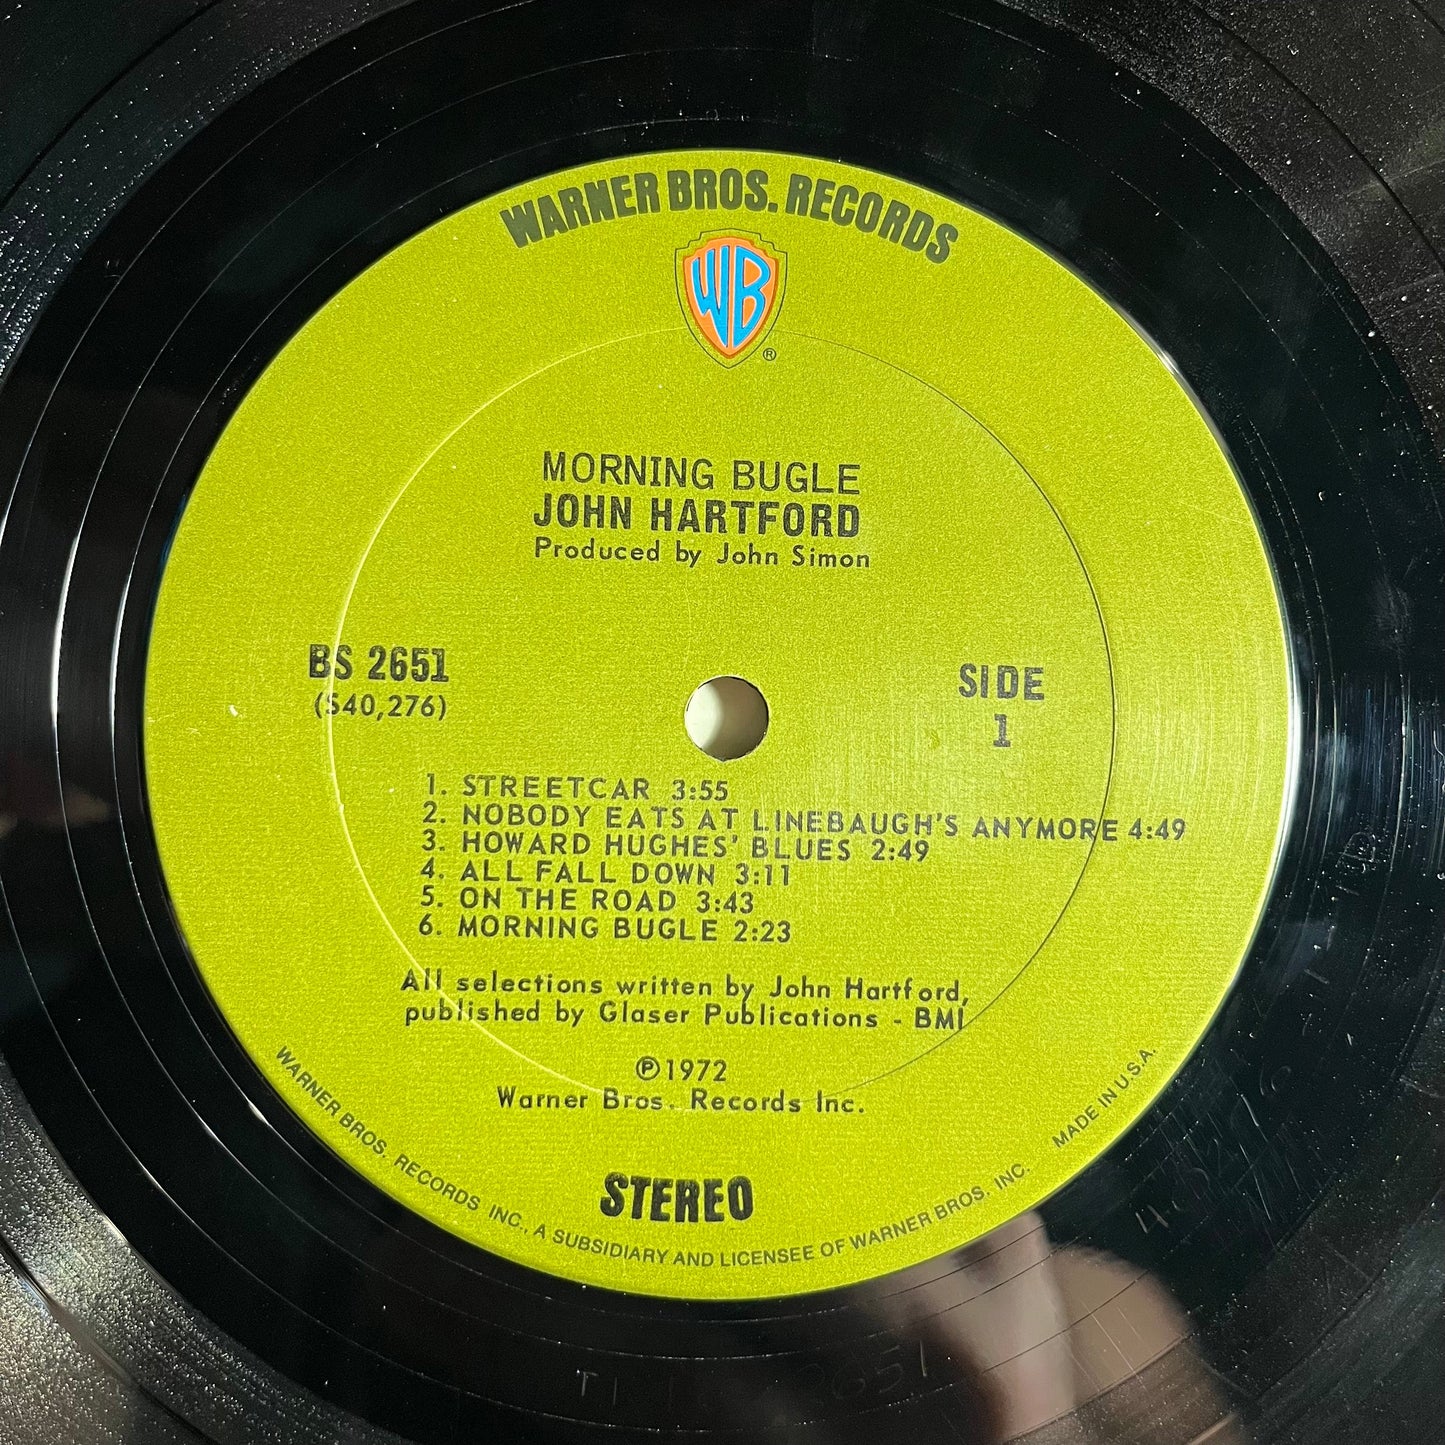 WARNER BROS. RECORDS
WB
®
MORNING BUGLE
JOHN HARTFORD
Produced by John Simon
BS 2651
(S40,276)
SIDE
1
1. STREETCAR 3:55
2. NOBODY EATS AT LINEBAUGH'S ANYMORE 4:49
3. HOWARD HUGHES' BLUES 2:49
4. ALL FALL DOWN 3:11
5. ON THE ROAD 3:43
6. MORNING BUGLE 2:23
All selections written by John Hartford,
published by Glaser Publications - BMI
℗1972
Warner Bros. Records Inc.
STEREO
WARNER BROS. RECORDS INC., A SUBSIDIARY AND LICENSEE OF WARNER BROS. INC. MADE IN U.S.A.